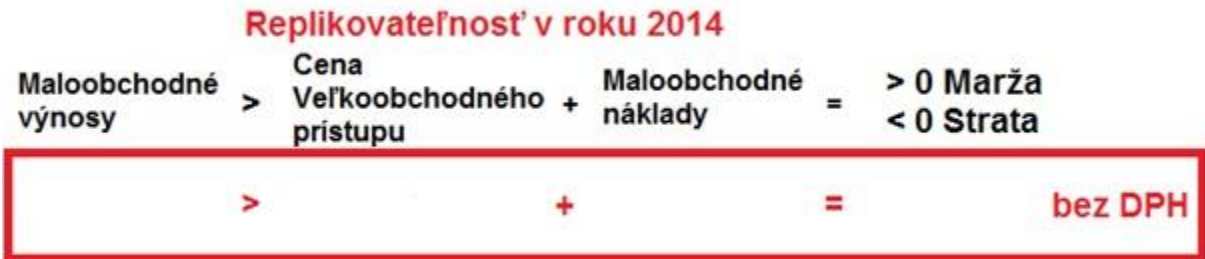 Replikovateľnosť v roku 2014
Maloobchodné výnosy > Cena Veľkoobchodného prístupu + Maloobchodné náklady = > 0 Marža < 0 Strata
> + = bez DPH